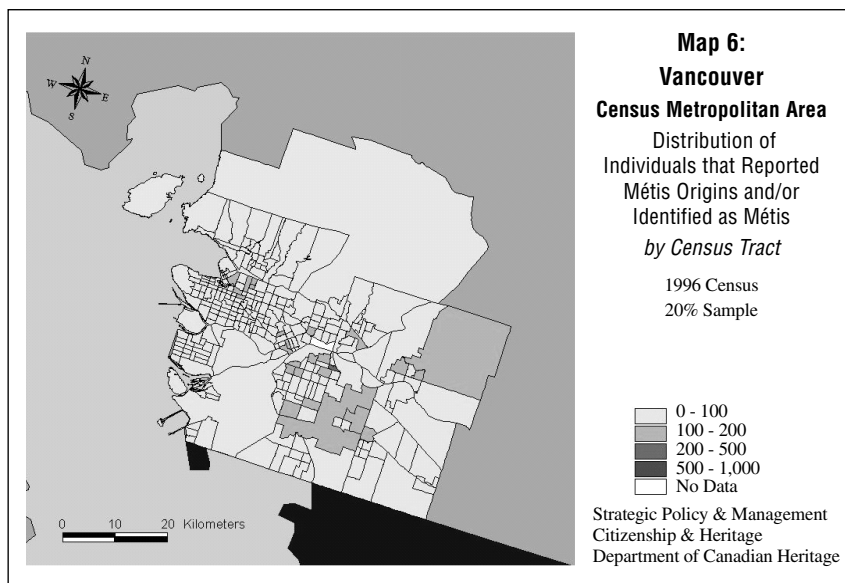 Map 6:
Vancouver
Census Metropolitan Area
Distribution of
Individuals that Reported
Métis Origins and/or
Identified as Métis
by Census Tract
1996 Census
20% Sample
N
W
E
S
0 - 100
100 - 200
200 - 500
500 - 1,000
No Data
0 10 20 Kilometers
Strategic Policy & Management
Citizenship & Heritage
Department of Canadian Heritage